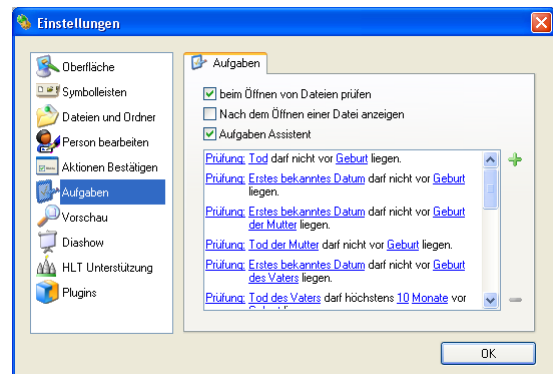 Einstellungen
Oberfläche
Symbolleisten
Dateien und Ordner
Person bearbeiten
Aktionen Bestätigen
Aufgaben
Vorschau
Diashow
HLT Unterstützung
Plugins
Aufgaben
beim Öffnen von Dateien prüfen
Nach dem Öffnen einer Datei anzeigen
Aufgaben Assistent
Prüfung: Tod darf nicht vor Geburt liegen.
Prüfung: Erstes bekanntes Datum darf nicht vor Geburt
liegen.
Prüfung: Erstes bekanntes Datum darf nicht vor Geburt
der Mutter liegen.
Prüfung: Tod der Mutter darf nicht vor Geburt liegen.
Prüfung: Erstes bekanntes Datum darf nicht vor Geburt
des Vaters liegen.
Prüfung: Tod des Vaters darf höchstens 10 Monate vor
OK